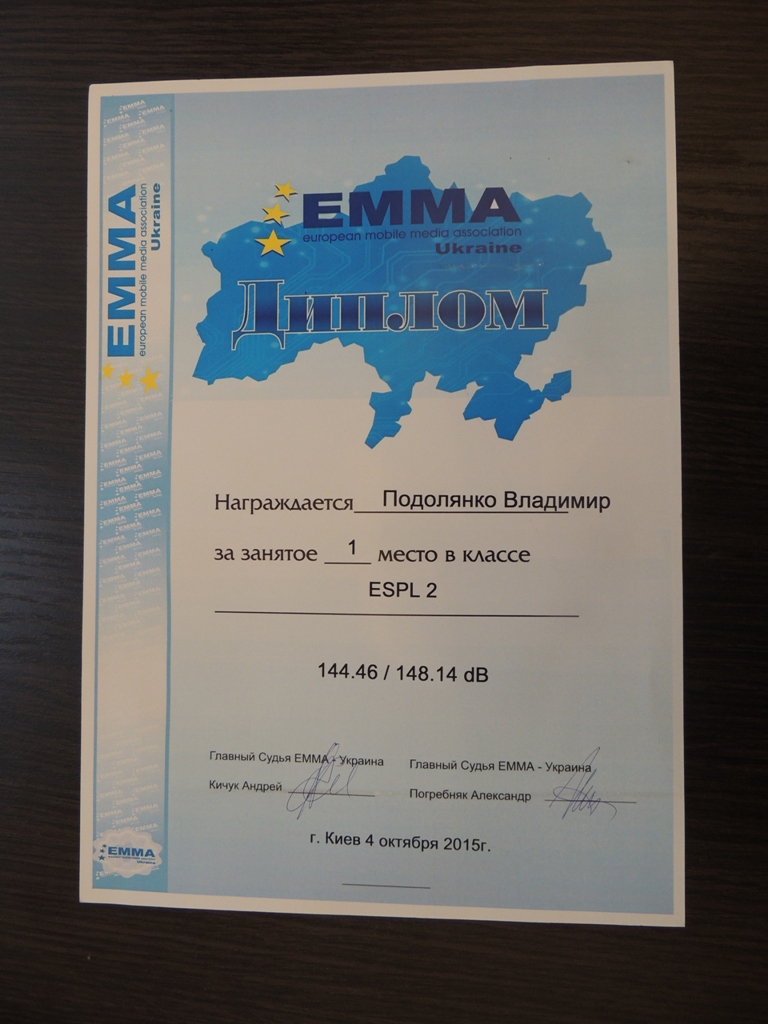 EMMA
european mobile media association
Ukraine
Диплом
EMMA
european mobile media association
Ukraine
Награждается Подолянко Владимир
за занятое 1 место в классе
ESPL 2
144.46 / 148.14 dB
Главный Судья EMMA - Украина
Кичук Андрей
Главный Судья EMMA - Украина
Погребняк Александр
г. Киев 4 октября 2015г.
EMMA